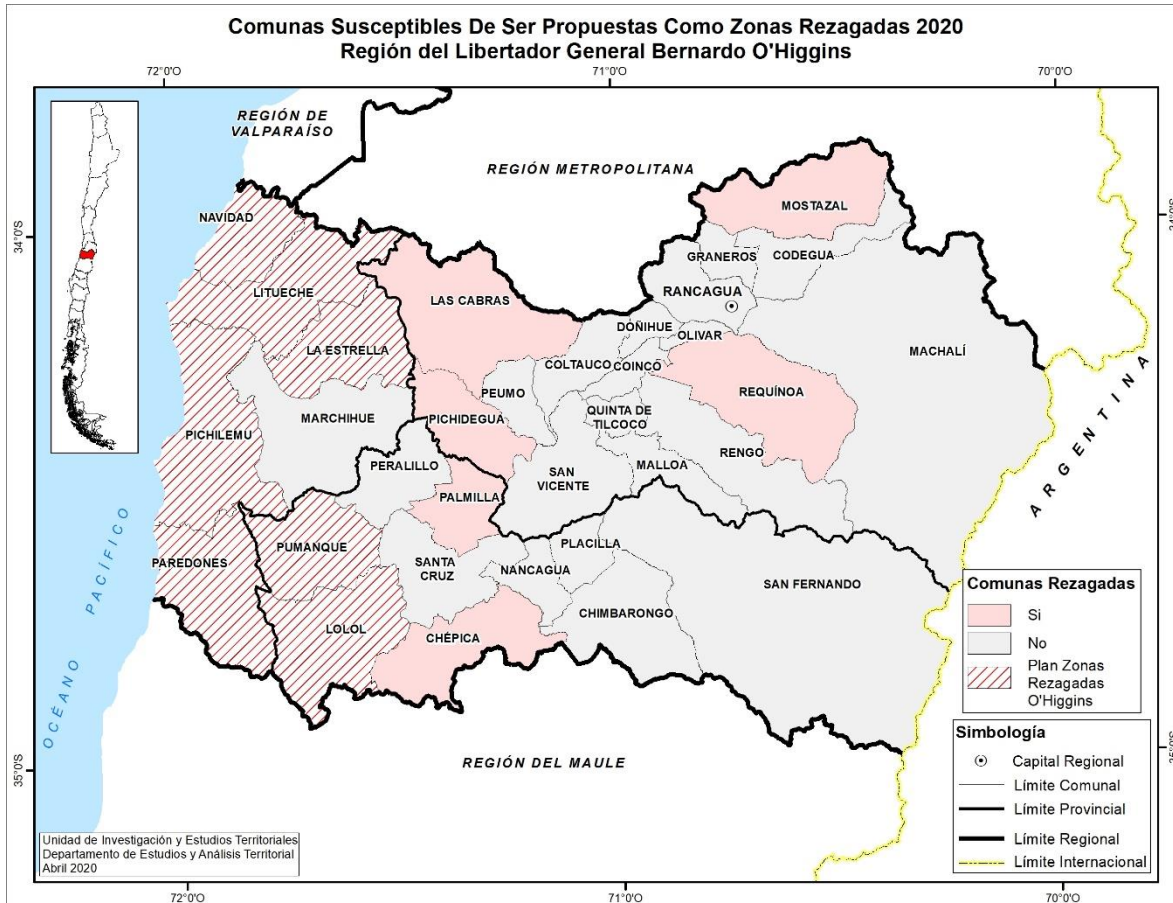 Comunas Susceptibles De Ser Propuestas Como Zonas Rezagadas 2020
Región del Libertador General Bernardo O'Higgins
72°0'O
71°0'O
70°0'O
REGIÓN DE
VALPARAÍSO
REGIÓN METROPOLITANA
34°0'S
34°0'S
NAVIDAD
MOSTAZAL
GRANEROS
CODEGUA
LITUECHE
LAS CABRAS
RANCAGUA
DOÑIHUE
OLIVAR
LA ESTRELLA
COLTAUCO
COINCO
MACHALÍ
PEUMO
REQUÍNOA
MARCHIHUE
PICHIDEGUA
QUINTA DE
TILCOCO
PICHILEMU
RENGO
PERALILLO
SAN
VICENTE
MALLOA
PALMILLA
ARGENTINA
PUMANQUE
PLACILLA
PAREDONES
SANTA
CRUZ
NANCAGUA
SAN FERNANDO
LOLOL
CHIMBARONGO
CHÉPICA
OCÉANO PACÍFICO
REGIÓN DEL MAULE
35°0'S
35°0'S
Comunas Rezagadas
Si
No
Plan Zonas
Rezagadas
O'Higgins
Simbología
Capital Regional
Límite Comunal
Límite Provincial
Límite Regional
Límite Internacional
Unidad de Investigación y Estudios Territoriales
Departamento de Estudios y Análisis Territorial
Abril 2020
72°0'O
71°0'O
70°0'O